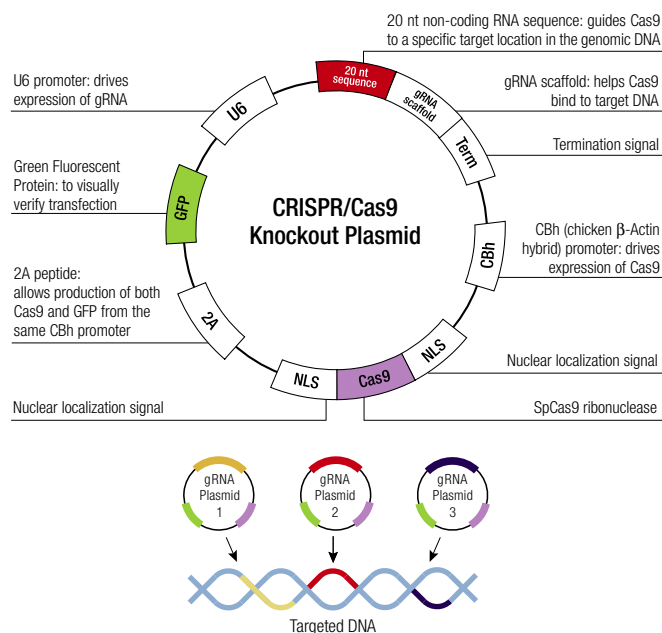 20 nt non-coding RNA sequence: guides Cas9
to a specific target location in the genomic DNA
20 nt
sequence
gRNA
scaffold
Term
U6
U6 promoter: drives
expression of gRNA
gRNA scaffold: helps Cas9
bind to target DNA
Termination signal
Green Fluorescent
Protein: to visually
verify transfection
GFP
CRISPR/Cas9
Knockout Plasmid
CBh
CBh (chicken β-Actin
hybrid) promoter: drives
expression of Cas9
2A peptide:
allows production of both
Cas9 and GFP from the
same CBh promoter
2A
NLS
Cas9
NLS
Nuclear localization signal
Nuclear localization signal
SpCas9 ribonuclease
gRNA
Plasmid
1
gRNA
Plasmid
2
gRNA
Plasmid
3
Targeted DNA